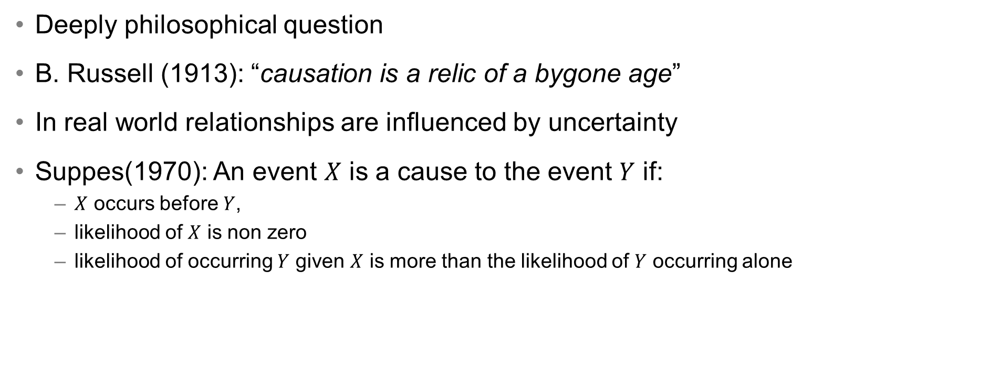 • Deeply philosophical question
• B. Russell (1913): “causation is a relic of a bygone age”
• In real world relationships are influenced by uncertainty
• Suppes(1970): An event X is a cause to the event Y if:
– X occurs before Y,
– likelihood of X is non zero
– likelihood of occurring Y given X is more than the likelihood of Y occurring alone